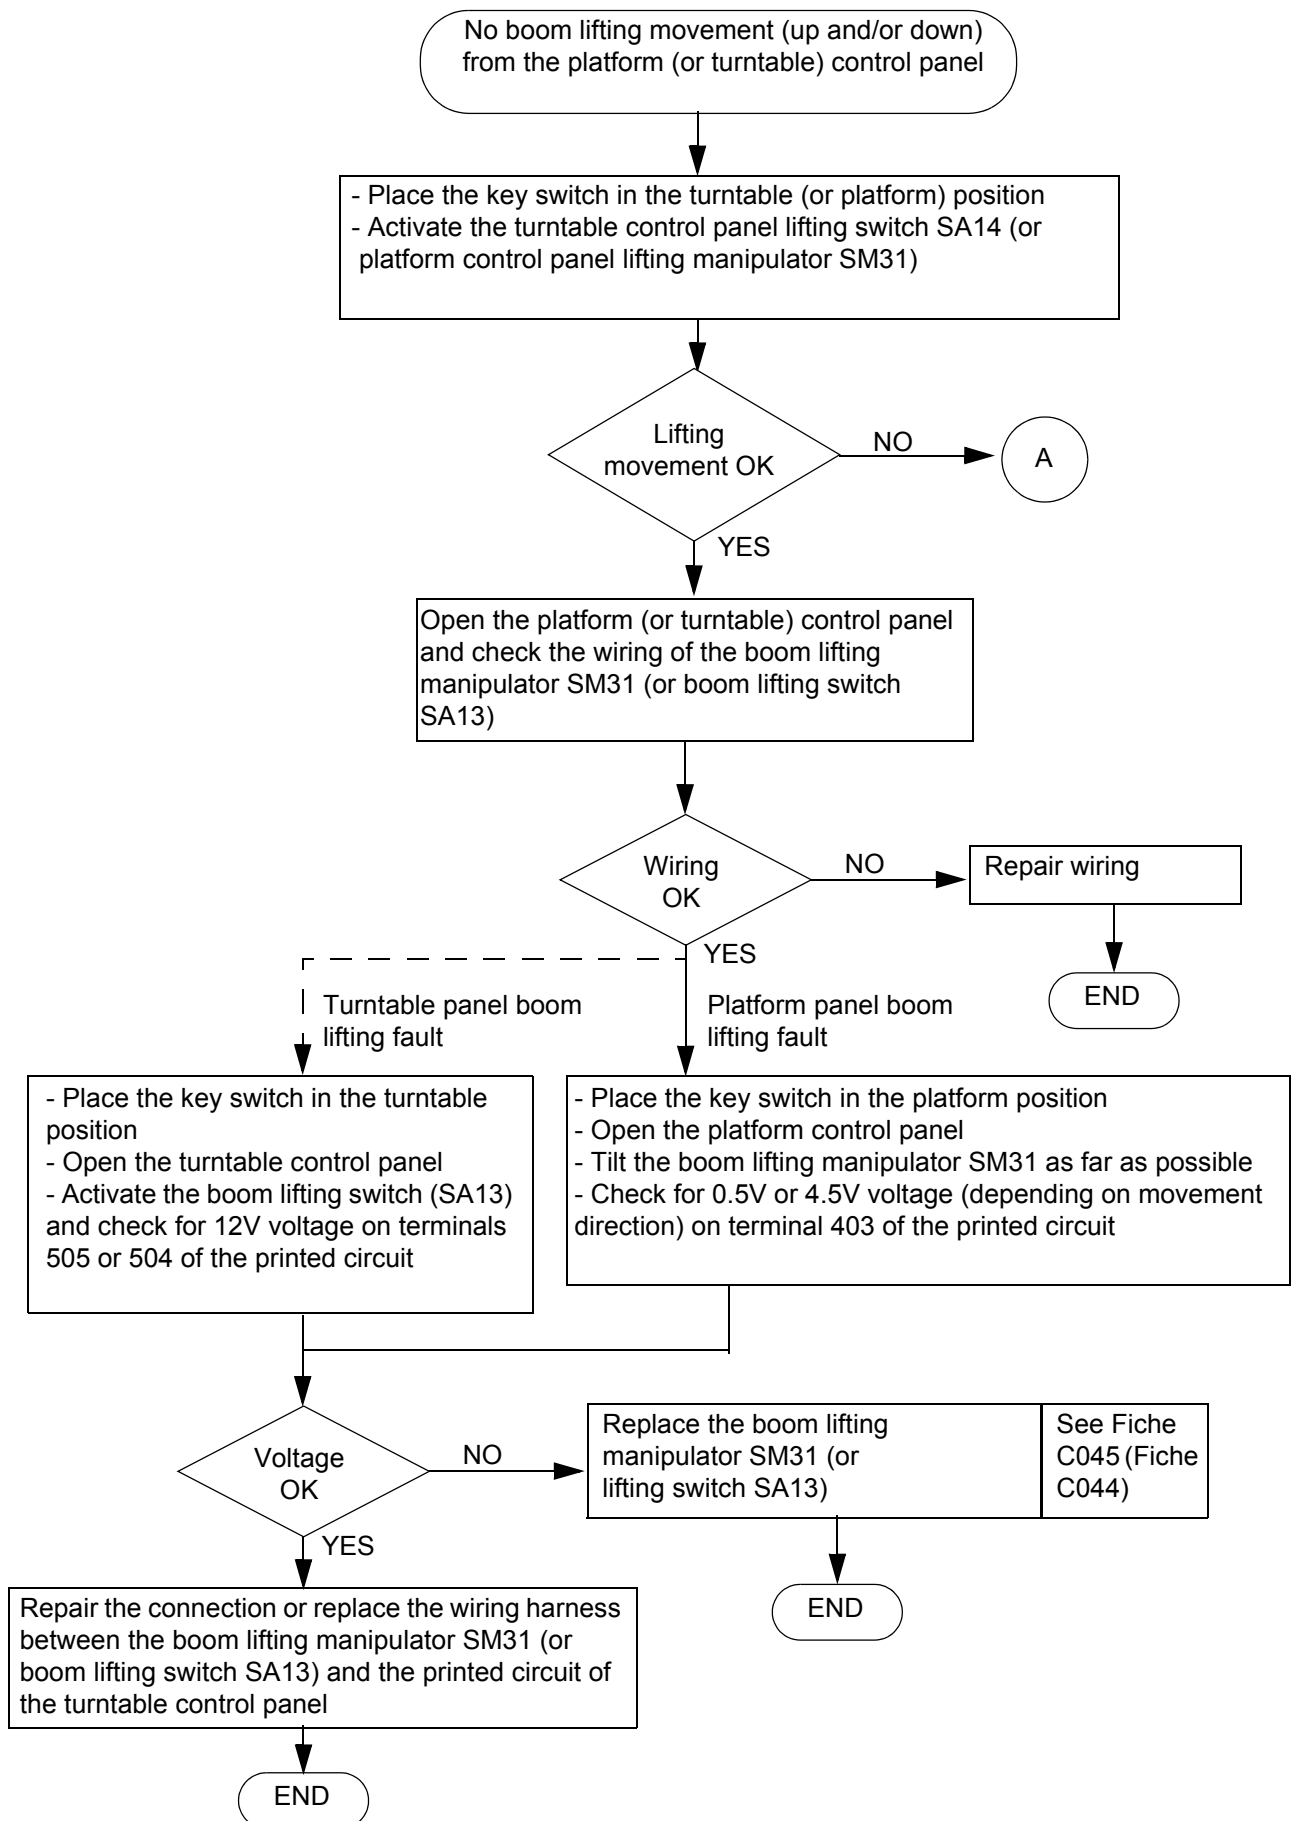 No boom lifting movement (up and/or down)
from the platform (or turntable) control panel
- Place the key switch in the turntable (or platform) position
- Activate the turntable control panel lifting switch SA14 (or
platform control panel lifting manipulator SM31)
Lifting
movement OK
NO
A
YES
Open the platform (or turntable) control panel
and check the wiring of the boom lifting
manipulator SM31 (or boom lifting switch
SA13)
Wiring
OK
NO
Repair wiring
END
YES
Turntable panel boom
lifting fault
Platform panel boom
lifting fault
- Place the key switch in the turntable
position
- Open the turntable control panel
- Activate the boom lifting switch (SA13)
and check for 12V voltage on terminals
505 or 504 of the printed circuit
- Place the key switch in the platform position
- Open the platform control panel
- Tilt the boom lifting manipulator SM31 as far as possible
- Check for 0.5V or 4.5V voltage (depending on movement
direction) on terminal 403 of the printed circuit
Voltage
OK
NO
Replace the boom lifting
manipulator SM31 (or
lifting switch SA13)
See Fiche
C045 (Fiche
C044)
END
YES
Repair the connection or replace the wiring harness
between the boom lifting manipulator SM31 (or
boom lifting switch SA13) and the printed circuit of
the turntable control panel
END